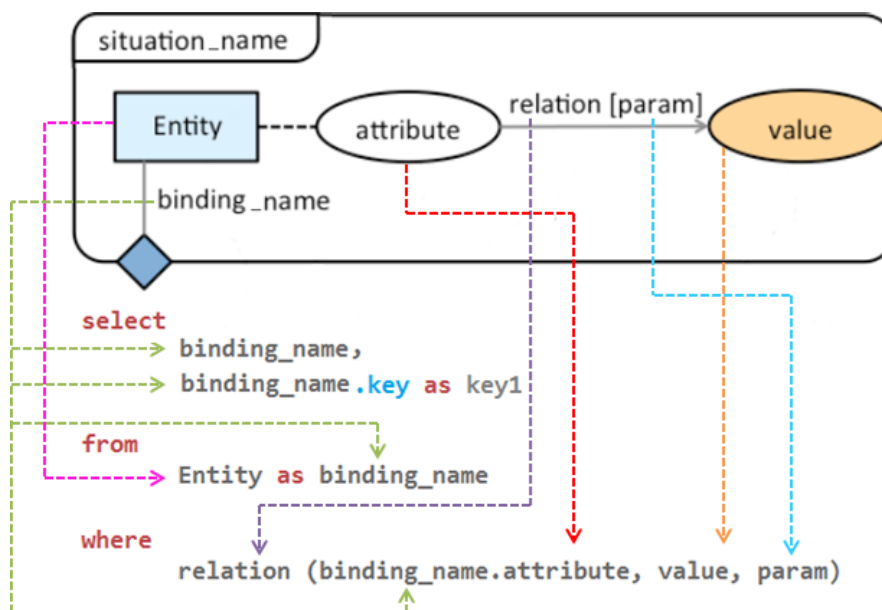 situation_name
Entity
attribute
relation [param]
value
binding_name
select
binding_name,
binding_name.key as key1
from
Entity as binding_name
where
relation (binding_name.attribute, value, param)